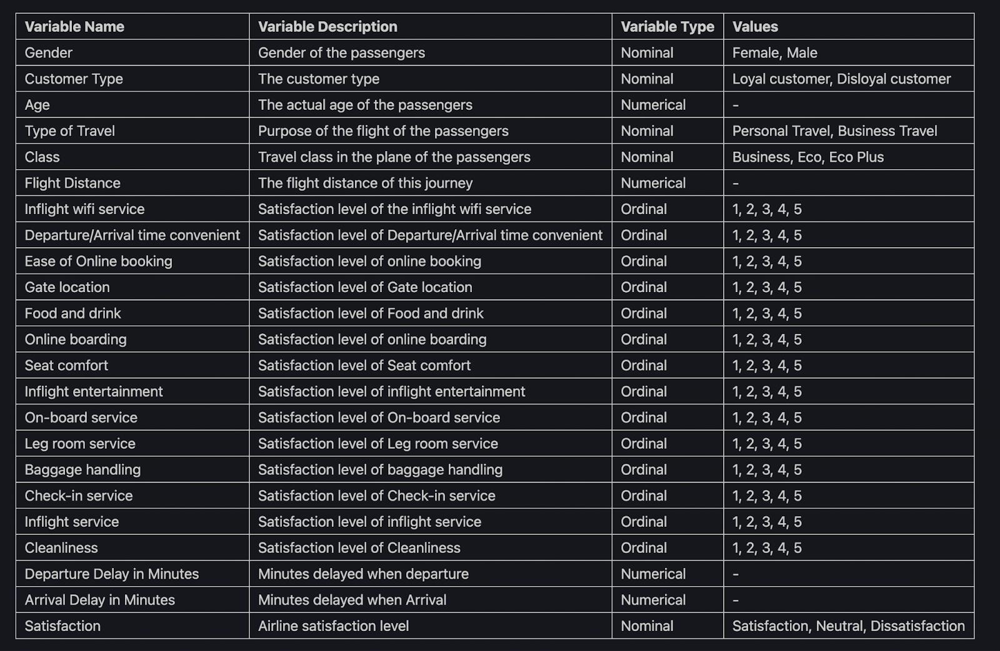 Variable Name Variable Description Variable Type Values
Gender Gender of the passengers Nominal Female, Male
Customer Type The customer type Nominal Loyal customer, Disloyal customer
Age The actual age of the passengers Numerical -
Type of Travel Purpose of the flight of the passengers Nominal Personal Travel, Business Travel
Class Travel class in the plane of the passengers Nominal Business, Eco, Eco Plus
Flight Distance The flight distance of this journey Numerical -
Inflight wifi service Satisfaction level of the inflight wifi service Ordinal 1, 2, 3, 4, 5
Departure/Arrival time convenient Satisfaction level of Departure/Arrival time convenient Ordinal 1, 2, 3, 4, 5
Ease of Online booking Satisfaction level of online booking Ordinal 1, 2, 3, 4, 5
Gate location Satisfaction level of Gate location Ordinal 1, 2, 3, 4, 5
Food and drink Satisfaction level of Food and drink Ordinal 1, 2, 3, 4, 5
Online boarding Satisfaction level of online boarding Ordinal 1, 2, 3, 4, 5
Seat comfort Satisfaction level of Seat comfort Ordinal 1, 2, 3, 4, 5
Inflight entertainment Satisfaction level of inflight entertainment Ordinal 1, 2, 3, 4, 5
On-board service Satisfaction level of On-board service Ordinal 1, 2, 3, 4, 5
Leg room service Satisfaction level of Leg room service Ordinal 1, 2, 3, 4, 5
Baggage handling Satisfaction level of baggage handling Ordinal 1, 2, 3, 4, 5
Check-in service Satisfaction level of Check-in service Ordinal 1, 2, 3, 4, 5
Inflight service Satisfaction level of inflight service Ordinal 1, 2, 3, 4, 5
Cleanliness Satisfaction level of Cleanliness Ordinal 1, 2, 3, 4, 5
Departure Delay in Minutes Minutes delayed when departure Numerical -
Arrival Delay in Minutes Minutes delayed when Arrival Numerical -
Satisfaction Airline satisfaction level Nominal Satisfaction, Neutral, Dissatisfaction